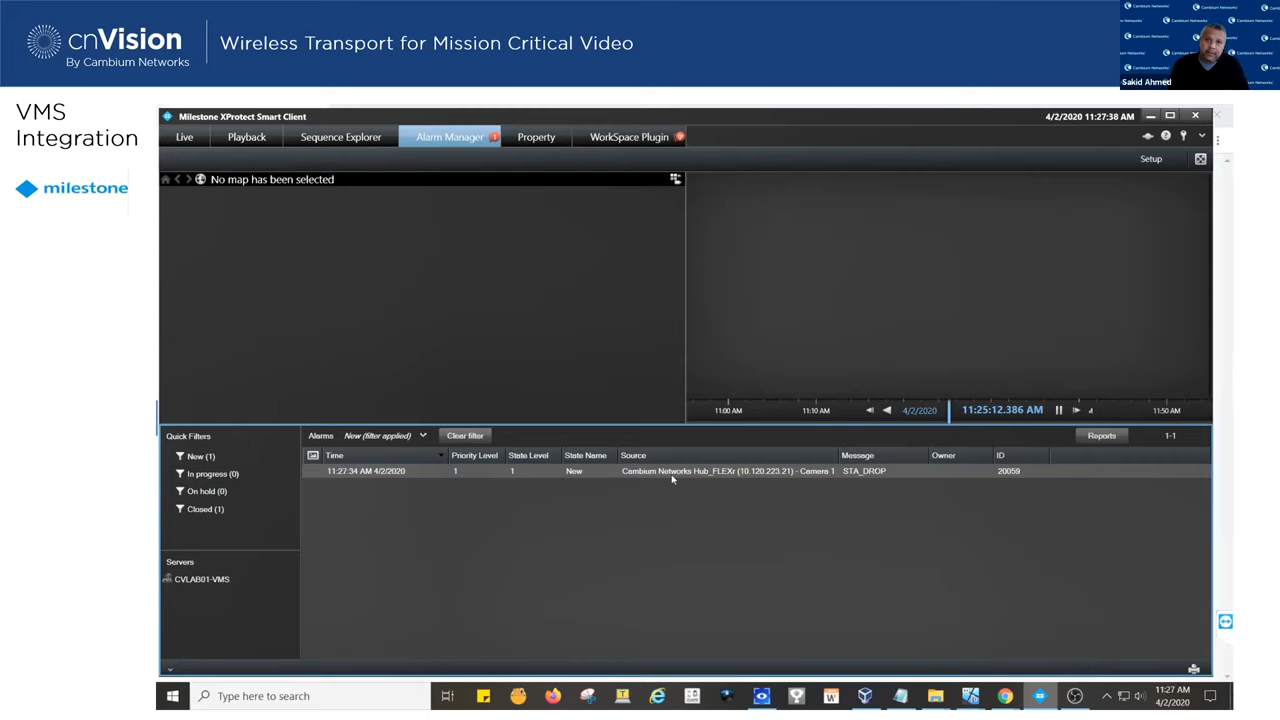 cnVision
By Cambium Networks
Wireless Transport for Mission Critical Video
Cambium Networks
Sakid Ahmed
VMS
Integration
milestone
Milestone XProtect Smart Client
4/2/2020 11:27:38 AM
Live
Playback
Sequence Explorer
Alarm Manager
1
Property
WorkSpace Plugin
Setup
No map has been selected
11:00 AM
11:10 AM
4/2/2020
11:25:12.386 AM
11:50 AM
Quick Filters
New (1)
In progress (0)
On hold (0)
Closed (1)
Servers
CVLAB01-VMS
Alarms New (filter applied) Clear filter Reports 1-1
Time Priority Level State Level State Name Source Message Owner ID
11:27:34 AM 4/2/2020 1 1 New Cambium Networks Hub_FLEXr (10.120.223.21) - Camera 1 STA_DROP 20059
Type here to search
11:27 AM
4/2/2020